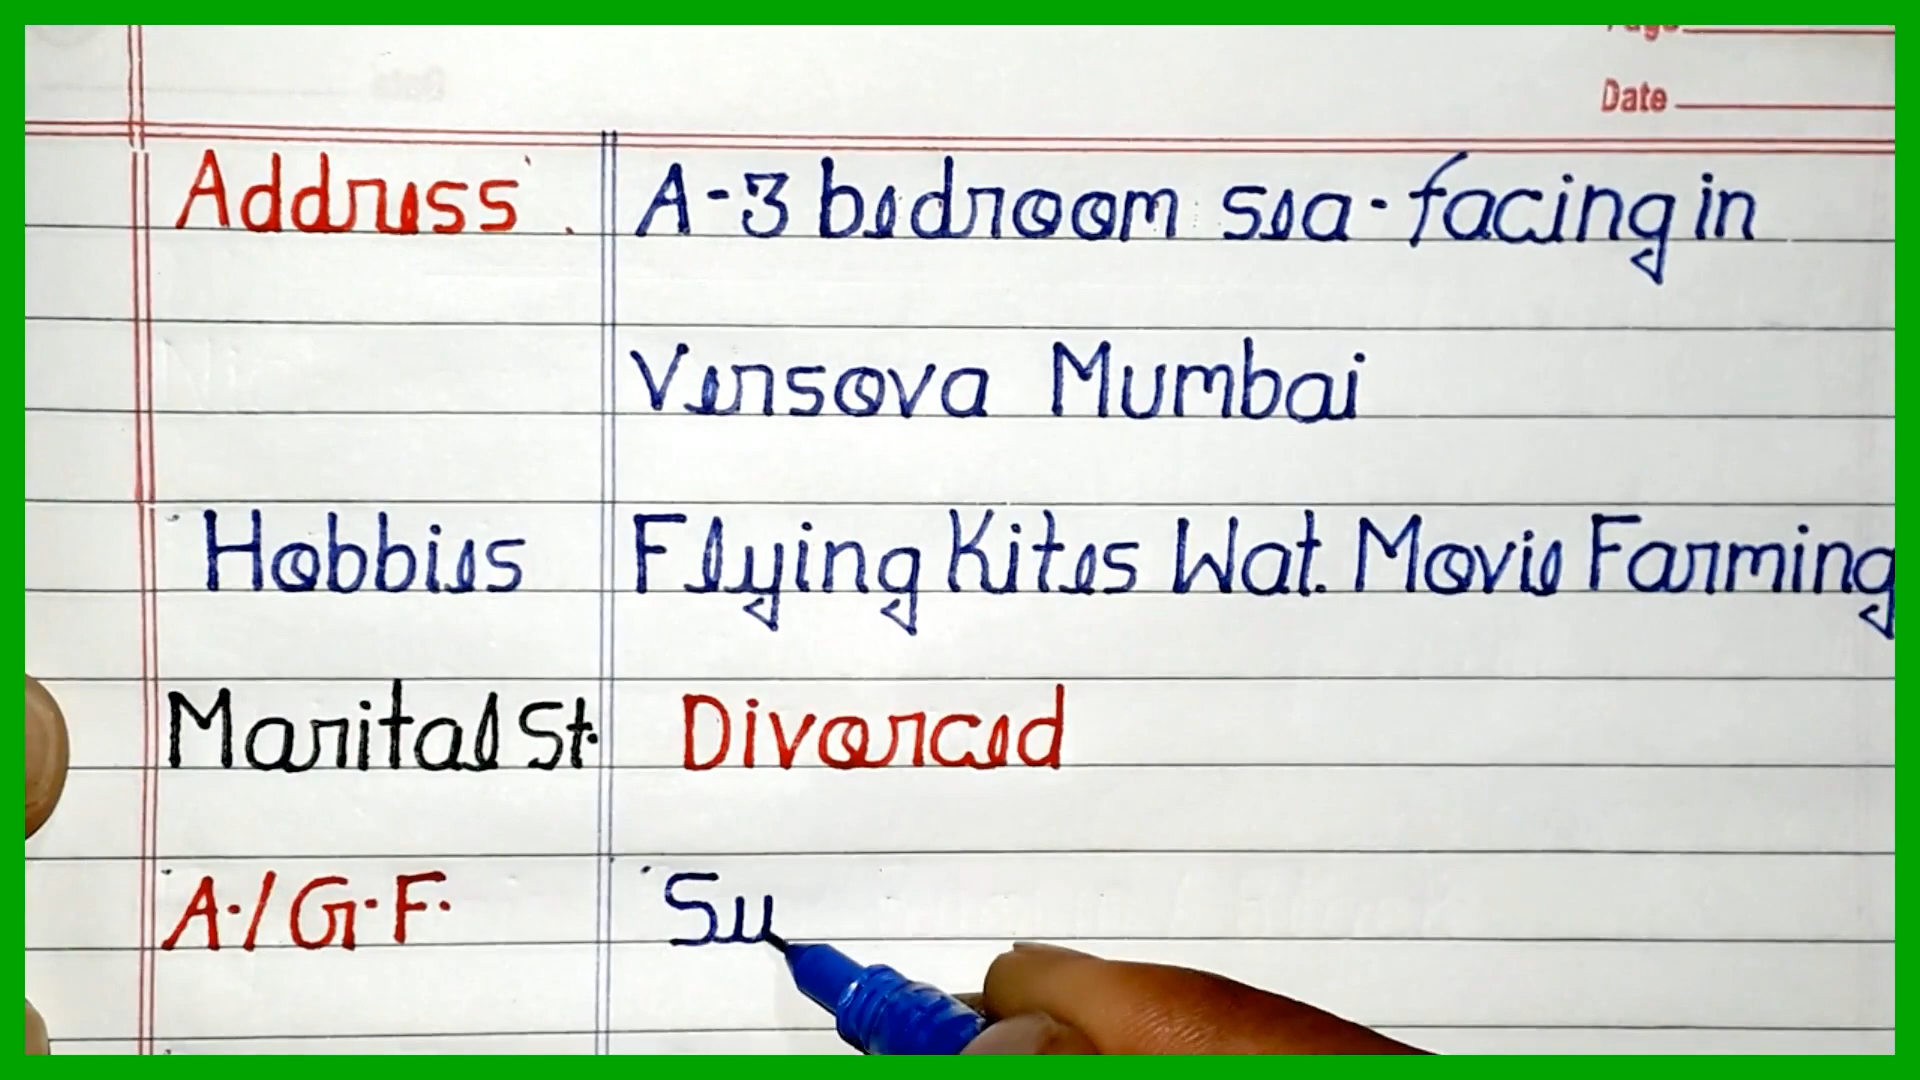 Date
Address A-3 bedroom sea-facing in
Versova Mumbai
Hobbies Flying Kites Wat. Movie Farming
Marital St. Divorced
A./G.F. Su